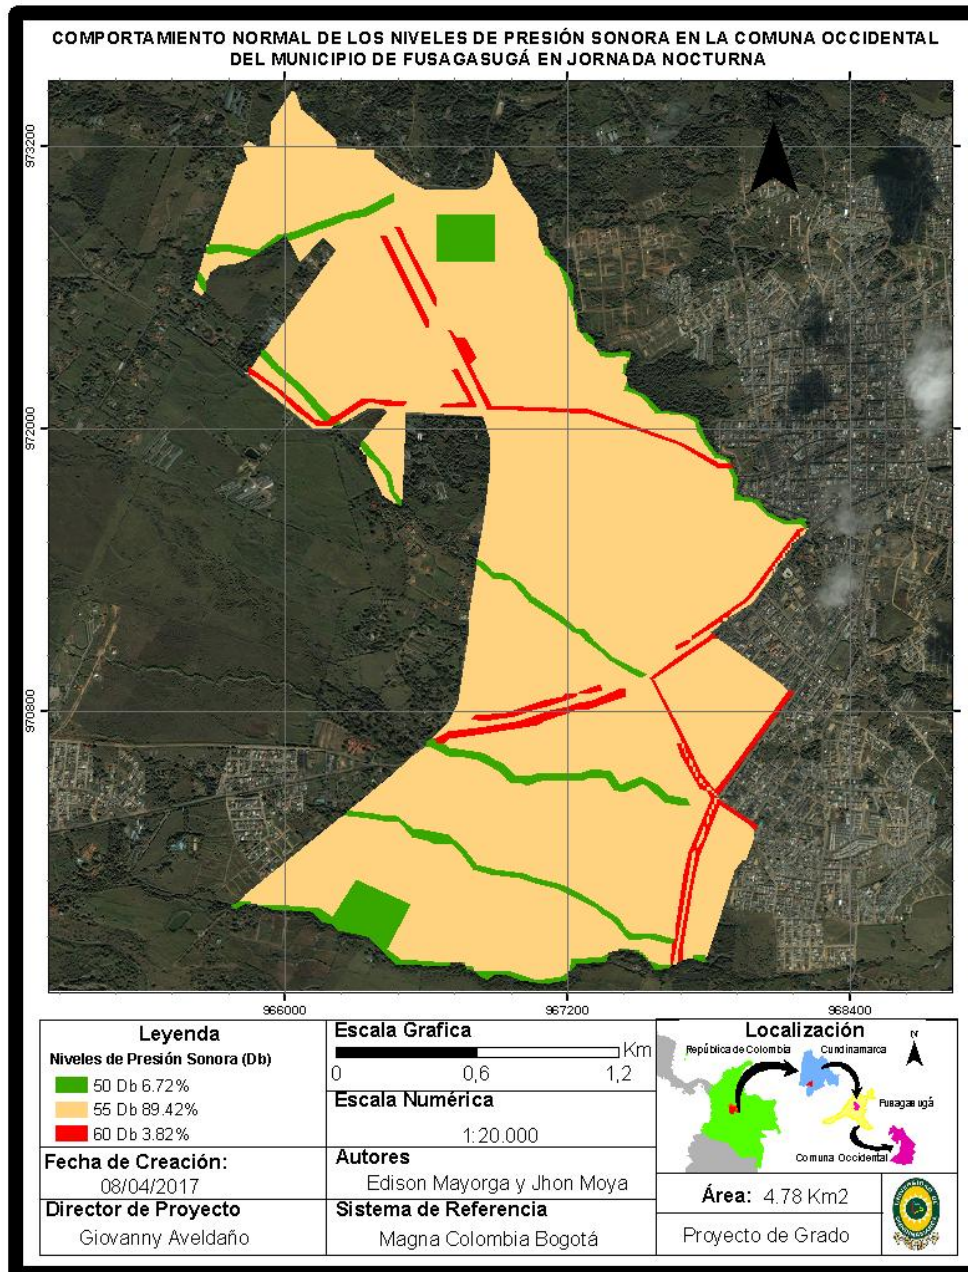 COMPORTAMIENTO NORMAL DE LOS NIVELES DE PRESIÓN SONORA EN LA COMUNA OCCIDENTAL
DEL MUNICIPIO DE FUSAGASUGÁ EN JORNADA NOCTURNA
N
973200
972000
970800
966000
967200
968400
Leyenda
Niveles de Presión Sonora (Db)
50 Db 6.72%
55 Db 89.42%
60 Db 3.82%
Fecha de Creación:
08/04/2017
Director de Proyecto
Giovanny Aveldaño
Escala Grafica
Km
0 0,6 1,2
Escala Numérica
1:20.000
Autores
Edison Mayorga y Jhon Moya
Sistema de Referencia
Magna Colombia Bogotá
Localización
República de Colombia
Cundinamarca
N
Fusagasugá
Comuna Occidental
Área: 4.78 Km2
Proyecto de Grado